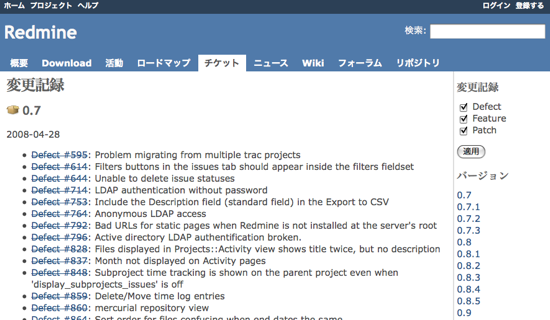 ホーム プロジェクト ヘルプ
ログイン 登録する
Redmine
検索:
概要 Download 活動 ロードマップ チケット ニュース Wiki フォーラム リポジトリ
変更記録
0.7
2008-04-28
Defect #595: Problem migrating from multiple trac projects
Defect #614: Filters buttons in the issues tab should appear inside the filters fieldset
Defect #644: Unable to delete issue statuses
Defect #714: LDAP authentication without password
Defect #753: Include the Description field (standard field) in the Export to CSV
Defect #764: Anonymous LDAP access
Defect #792: Bad URLs for static pages when Redmine is not installed at the server's root
Defect #796: Active directory LDAP authentification broken.
Defect #828: Files displayed in Projects::Activity view shows title twice, but no description
Defect #837: Month not displayed on Activity pages
Defect #848: Subproject time tracking is shown on the parent project even when
'display_subprojects_issues' is off
Defect #859: Delete/Move time log entries
Defect #860: mercurial repository view
Defect #864: Sort order for files confusing when end dates the same
変更記録
Defect
Feature
Patch
適用
バージョン
0.7
0.7.1
0.7.2
0.7.3
0.8
0.8.1
0.8.2
0.8.3
0.8.4
0.8.5
0.9